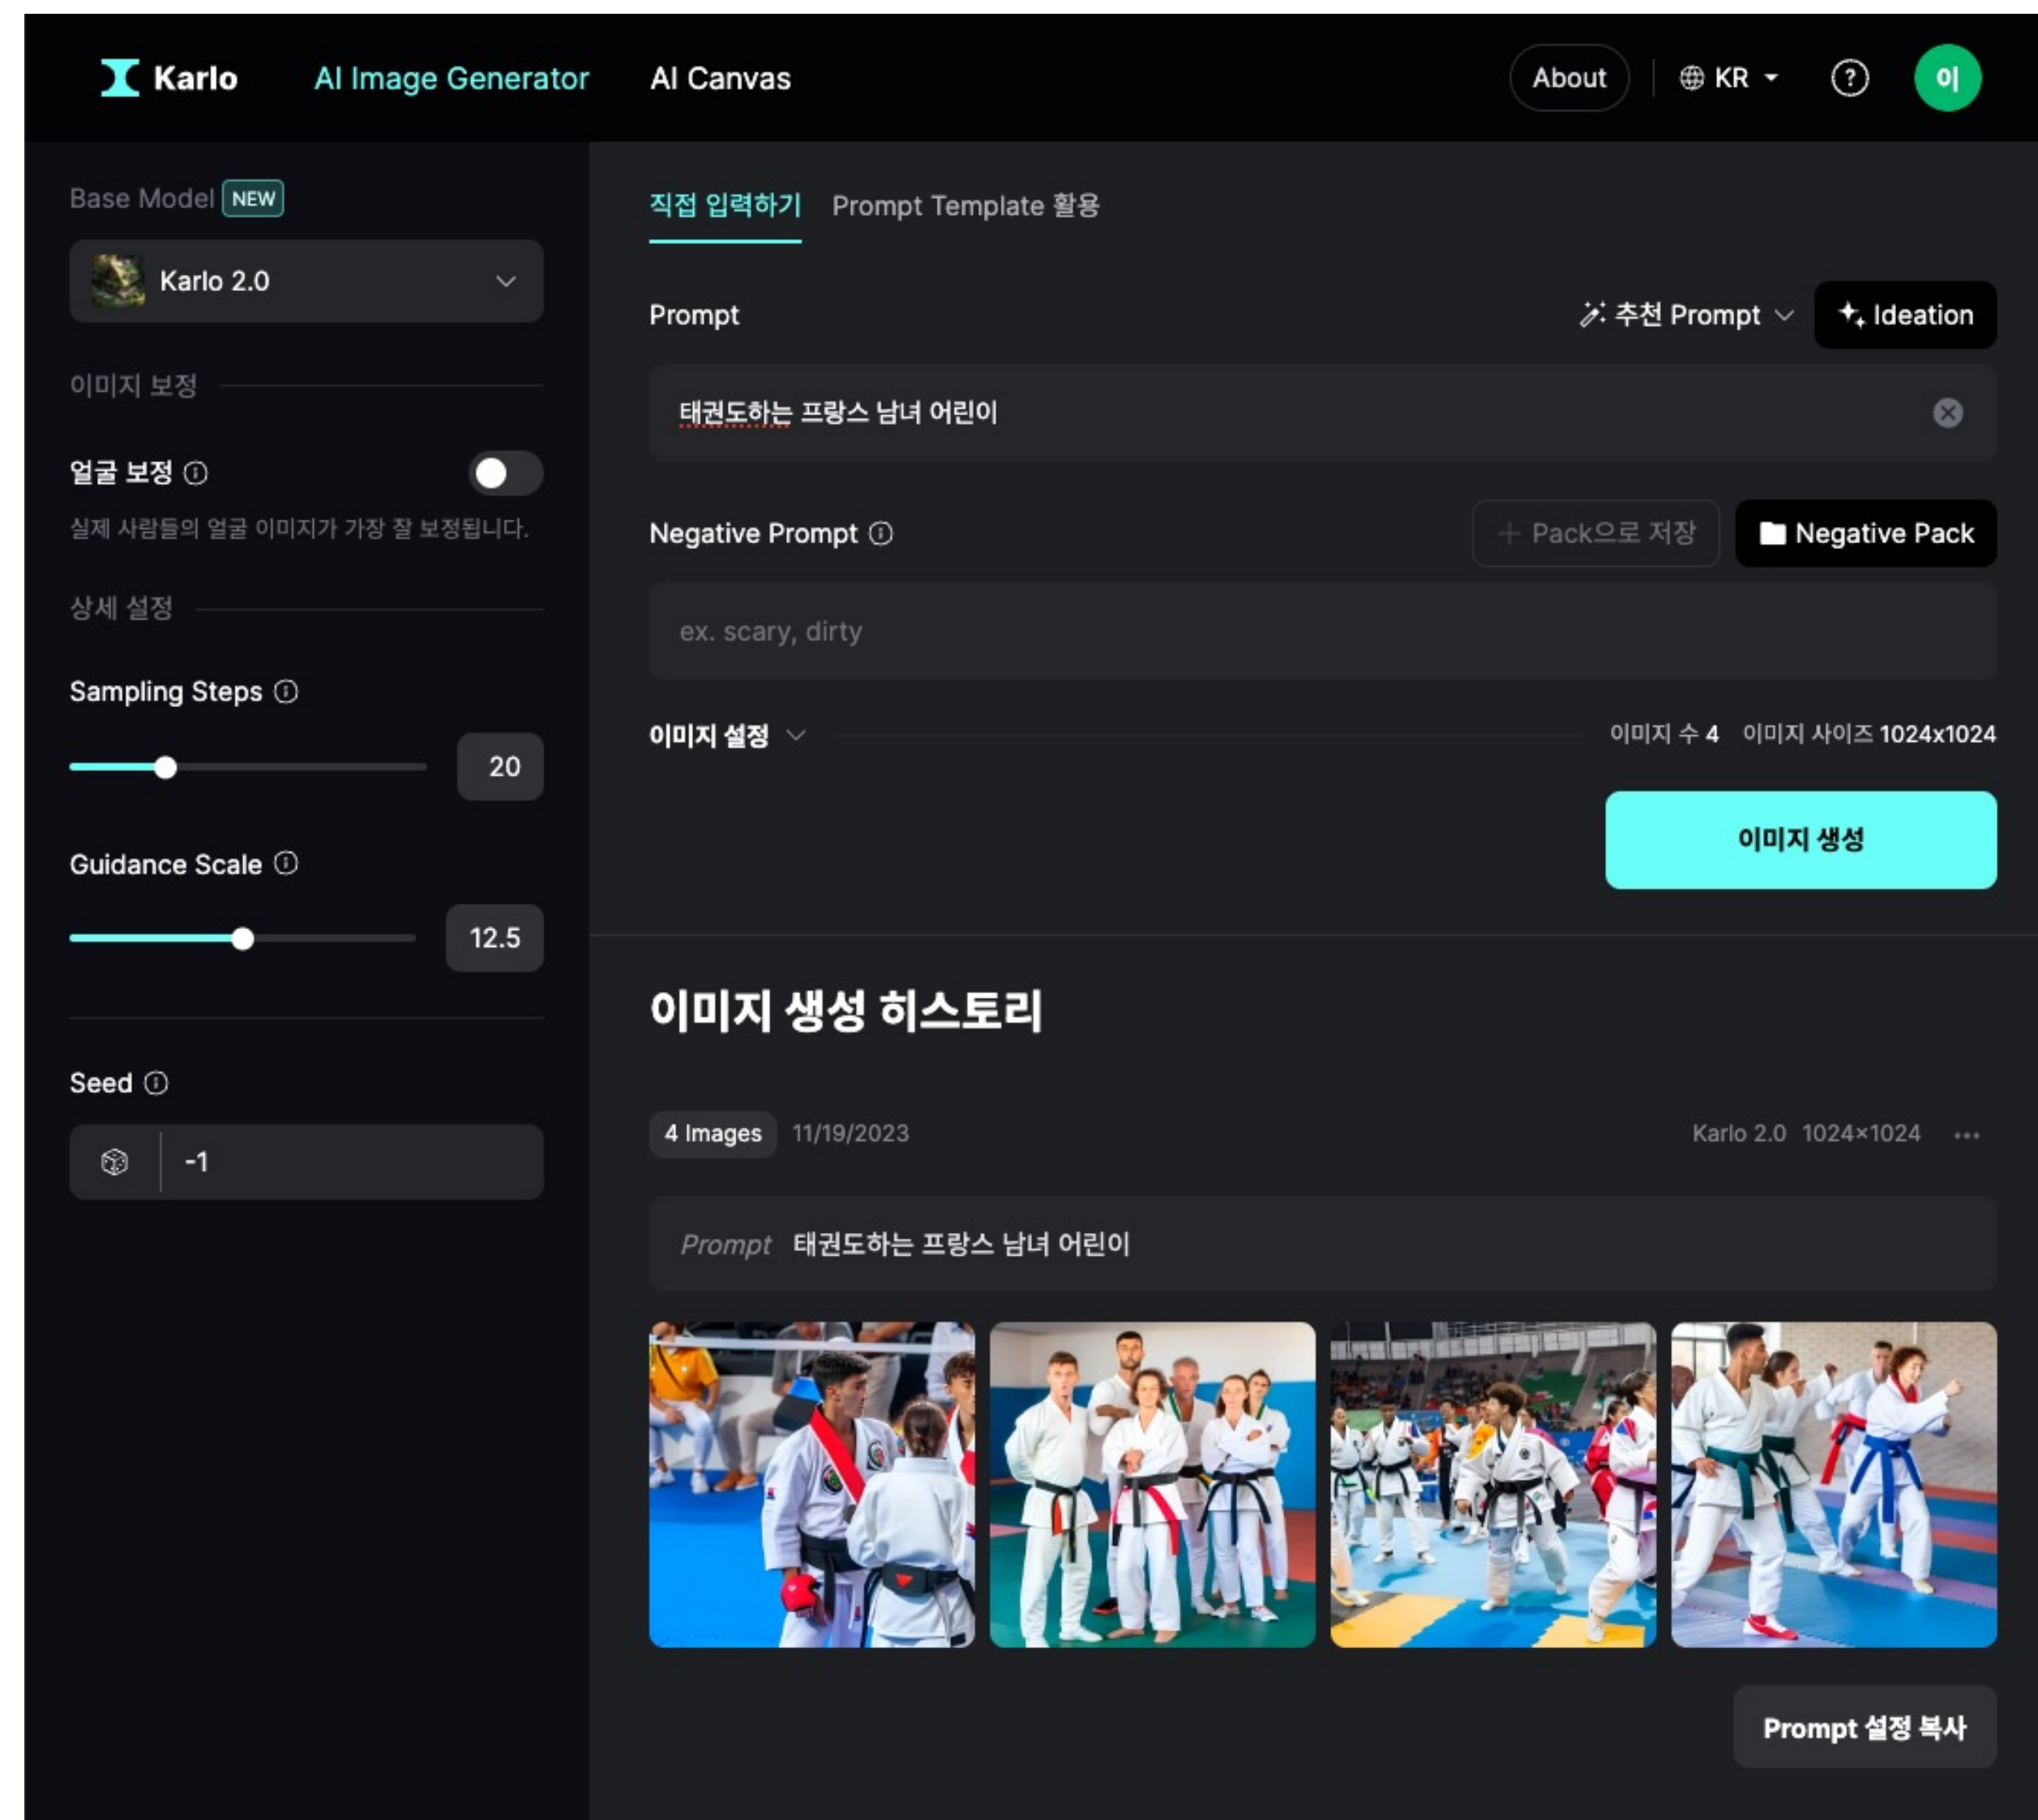 Karlo AI Image Generator AI Canvas About KR ? 이
Base Model NEW
Karlo 2.0
이미지 보정
얼굴 보정
실제 사람들의 얼굴 이미지가 가장 잘 보정됩니다.
상세 설정
Sampling Steps
20
Guidance Scale
12.5
Seed
-1
직접 입력하기 Prompt Template 활용
Prompt 추천 Prompt Ideation
태권도하는 프랑스 남녀 어린이
Negative Prompt + Pack으로 저장 Negative Pack
ex. scary, dirty
이미지 설정 이미지 수 4 이미지 사이즈 1024x1024
이미지 생성
이미지 생성 히스토리
4 Images 11/19/2023 Karlo 2.0 1024×1024 ···
Prompt 태권도하는 프랑스 남녀 어린이
Prompt 설정 복사